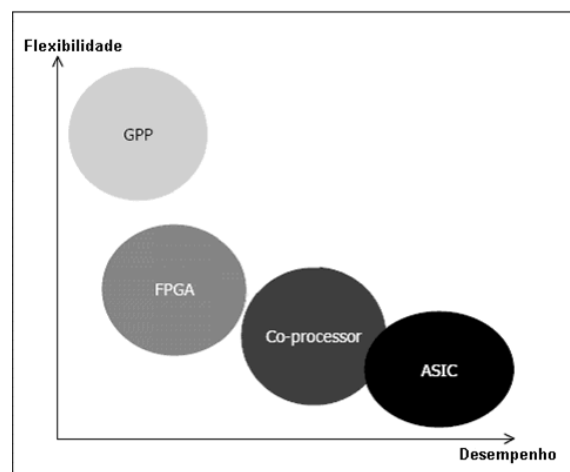 Flexibilidade
GPP
FPGA
Co-processor
ASIC
Desempenho